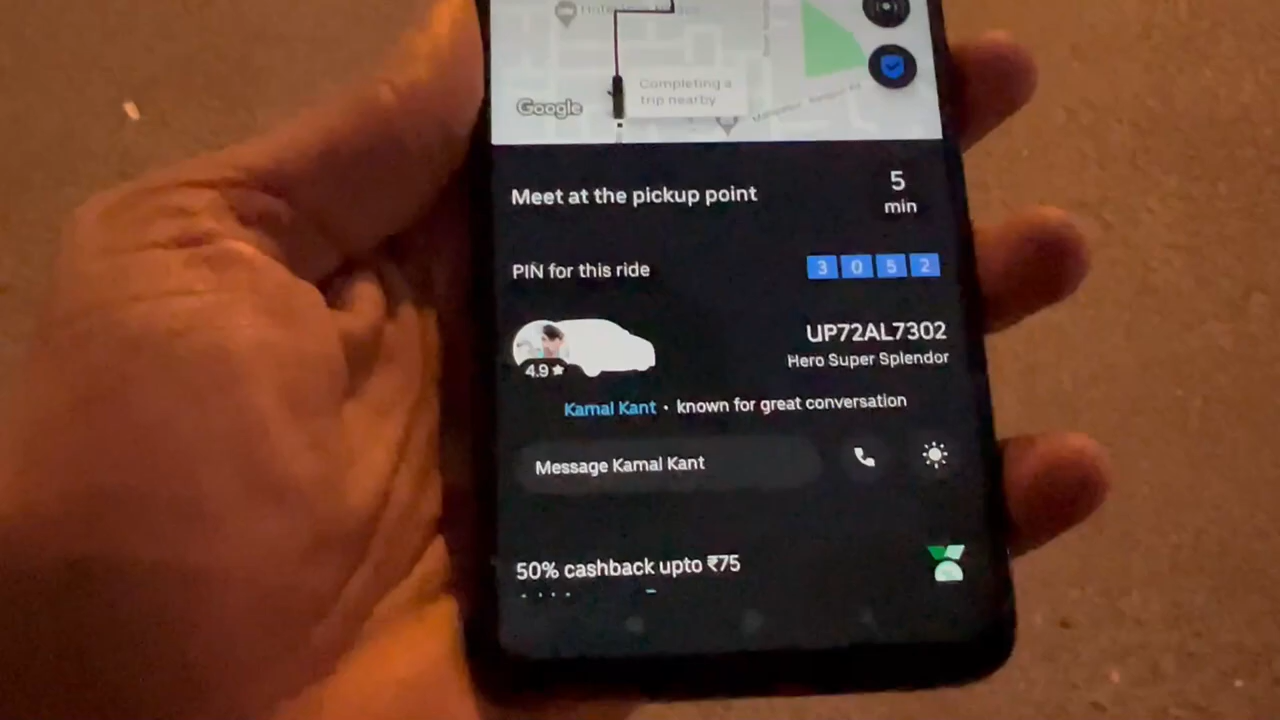 Google
Completing a
trip nearby
Meet at the pickup point
5
min
PIN for this ride
3 0 5 2
4.9★
UP72AL7302
Hero Super Splendor
Kamal Kant • known for great conversation
Message Kamal Kant
50% cashback upto ₹75